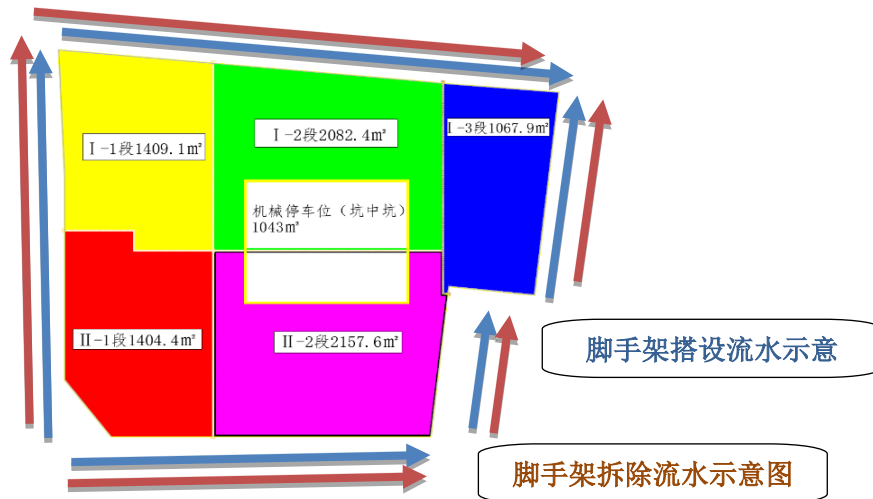 Ⅰ-1段1409.1㎡
Ⅰ-2段2082.4㎡
Ⅰ-3段1067.9㎡
机械停车位（坑中坑）
1043㎡
Ⅱ-1段1404.4㎡
Ⅱ-2段2157.6㎡
脚手架搭设流水示意
脚手架拆除流水示意图